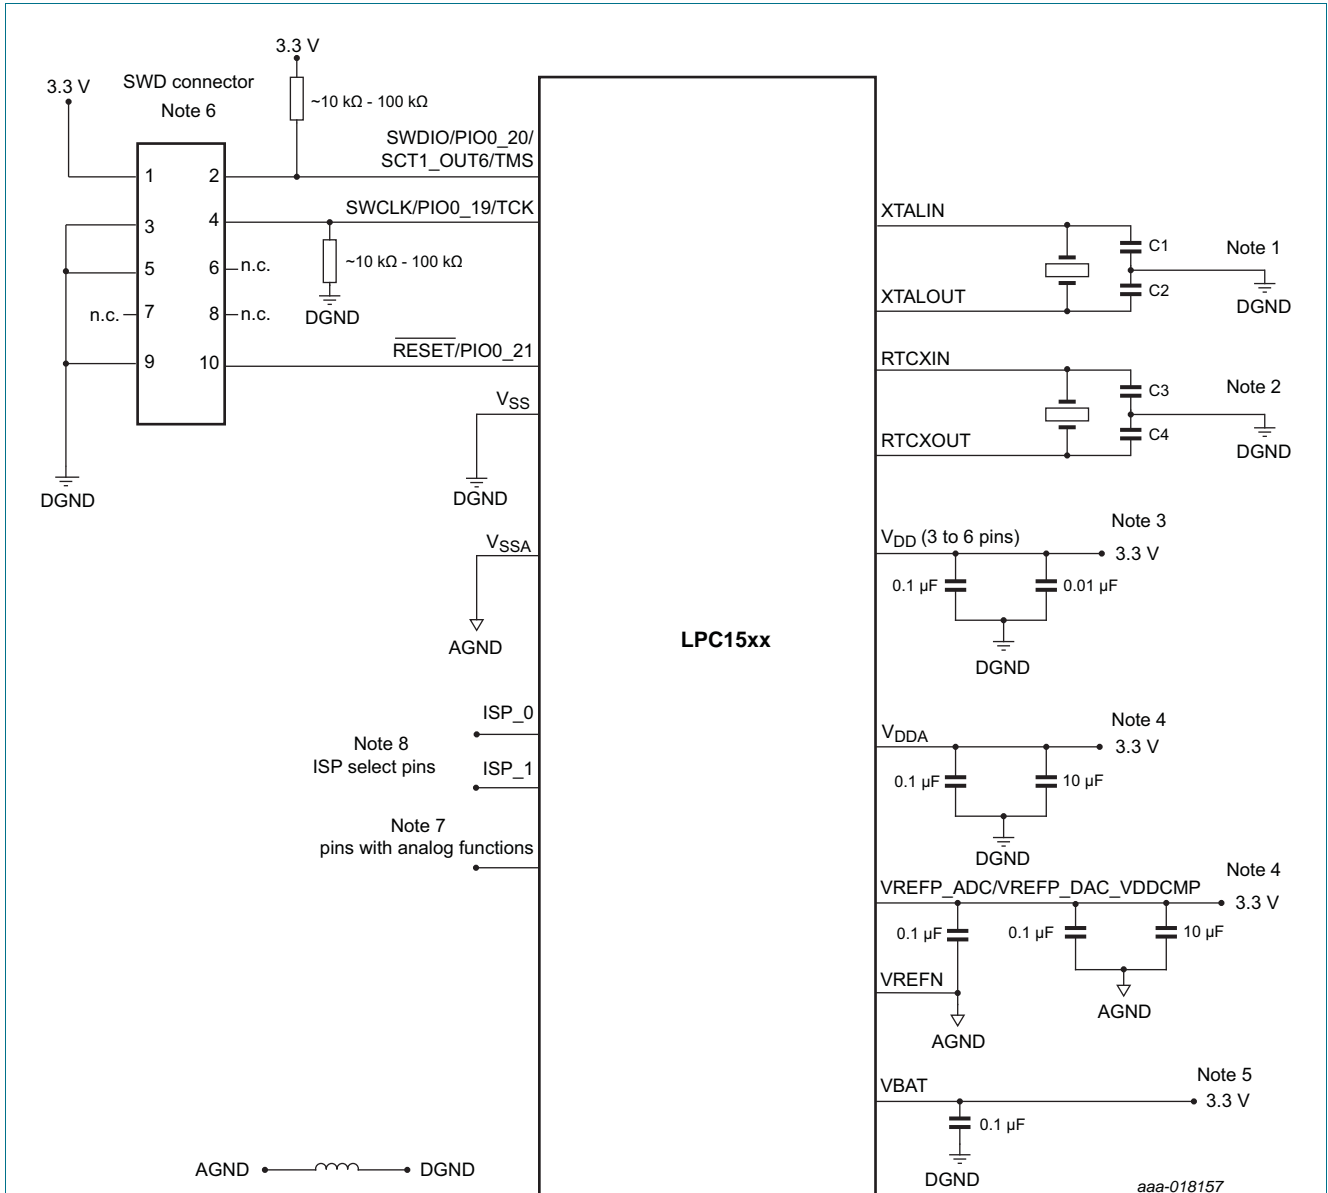 3.3 V
3.3 V
SWD connector
Note 6
~10 kΩ - 100 kΩ
SWDIO/PIO0_20/
SCT1_OUT6/TMS
1
2
SWCLK/PIO0_19/TCK
3
4
~10 kΩ - 100 kΩ
DGND
5
6
n.c.
n.c.
7
8
n.c.
9
10
RESET/PIO0_21
DGND
VSS
DGND
VSSA
AGND
ISP_0
Note 8
ISP select pins
ISP_1
Note 7
pins with analog functions
AGND
DGND
LPC15xx
XTALIN
C1
Note 1
C2
XTALOUT
DGND
RTCXIN
C3
Note 2
C4
RTCXOUT
DGND
Note 3
VDD (3 to 6 pins)
3.3 V
0.1 µF
0.01 µF
DGND
Note 4
VDDA
3.3 V
0.1 µF
10 µF
DGND
Note 4
VREFP_ADC/VREFP_DAC_VDDCMP
3.3 V
0.1 µF
0.1 µF
10 µF
VREFN
AGND
AGND
Note 5
VBAT
3.3 V
0.1 µF
DGND
aaa-018157